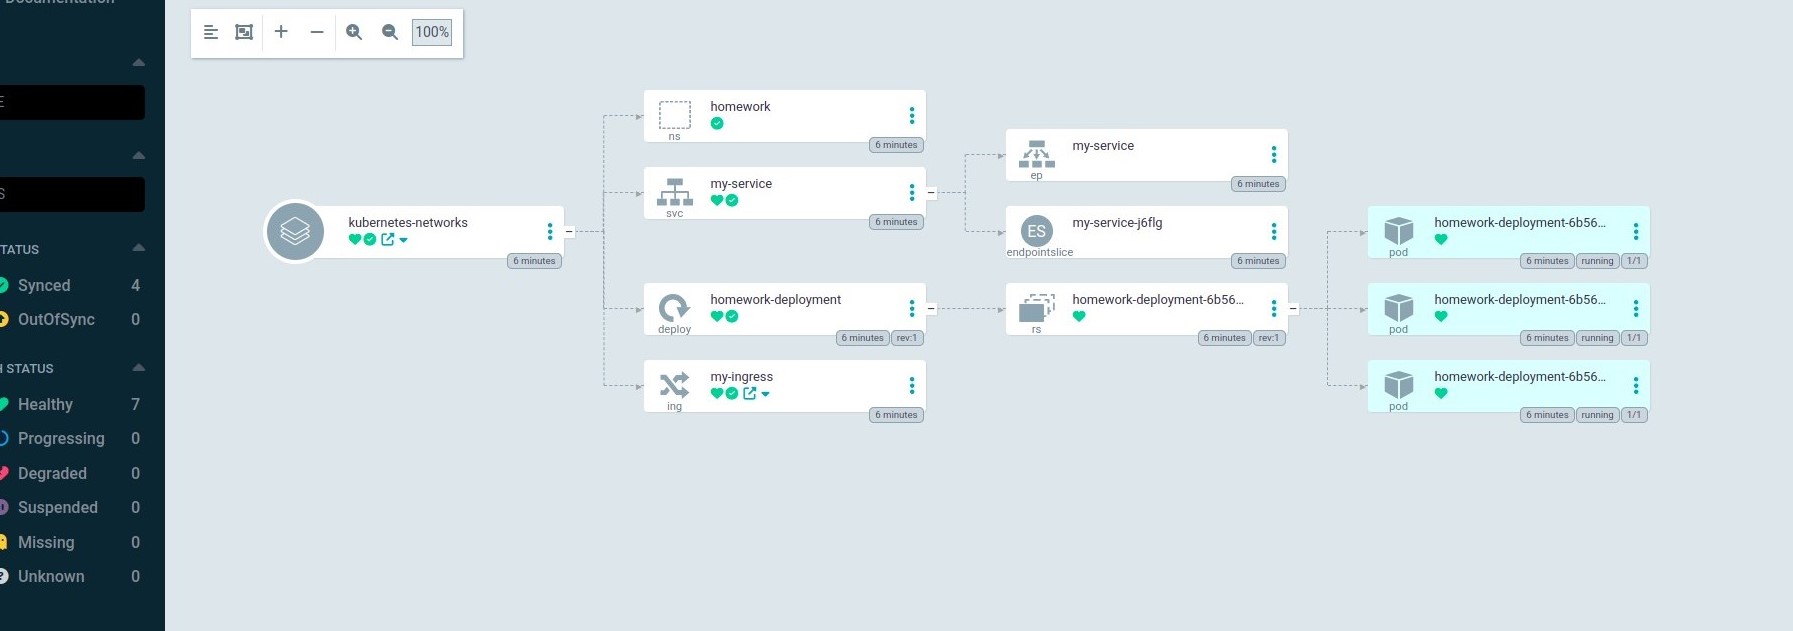 Documentation
E
S
TATUS
Synced 4
OutOfSync 0
H STATUS
Healthy 7
Progressing 0
Degraded 0
Suspended 0
Missing 0
Unknown 0
100%
kubernetes-networks
6 minutes
homework
ns
6 minutes
my-service
svc
6 minutes
homework-deployment
deploy
6 minutes rev:1
my-ingress
ing
6 minutes
my-service
ep
6 minutes
ES
my-service-j6flg
endpointslice
6 minutes
homework-deployment-6b56...
rs
6 minutes rev:1
homework-deployment-6b56...
pod
6 minutes running 1/1
homework-deployment-6b56...
pod
6 minutes running 1/1
homework-deployment-6b56...
pod
6 minutes running 1/1